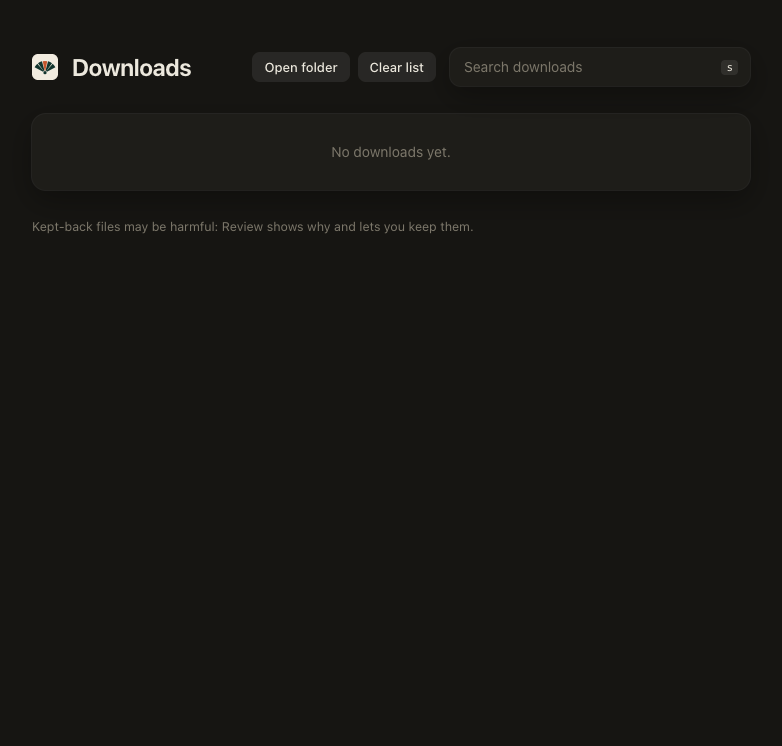 Downloads
Open folder
Clear list
Search downloads
s
No downloads yet.
Kept-back files may be harmful: Review shows why and lets you keep them.